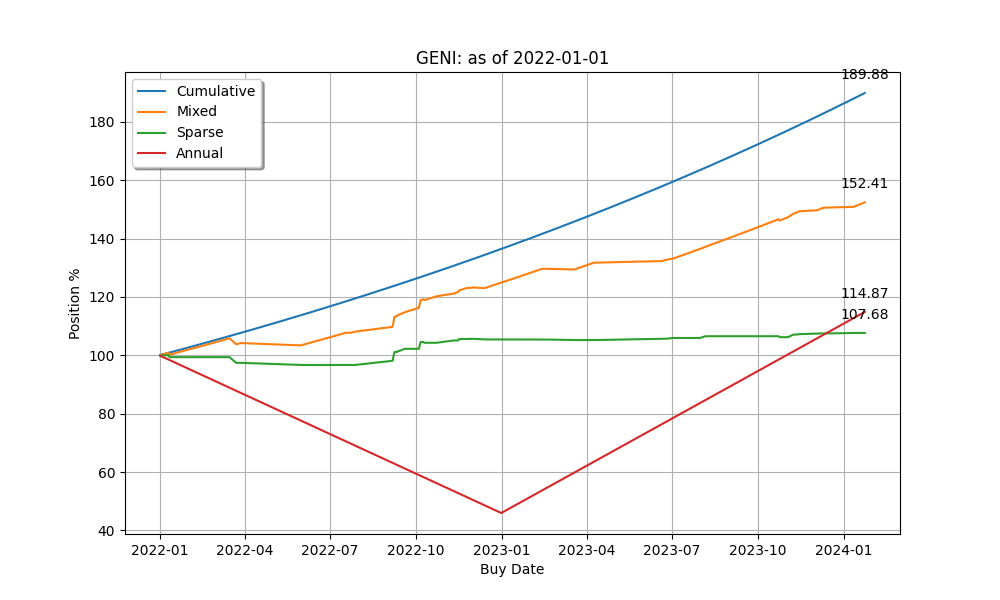 GENI: as of 2022-01-01
189.88
Cumulative
Mixed
Sparse
Annual
152.41
114.87
107.68
180
160
140
120
100
80
60
40
Position %
2022-01 2022-04 2022-07 2022-10 2023-01 2023-04 2023-07 2023-10 2024-01
Buy Date